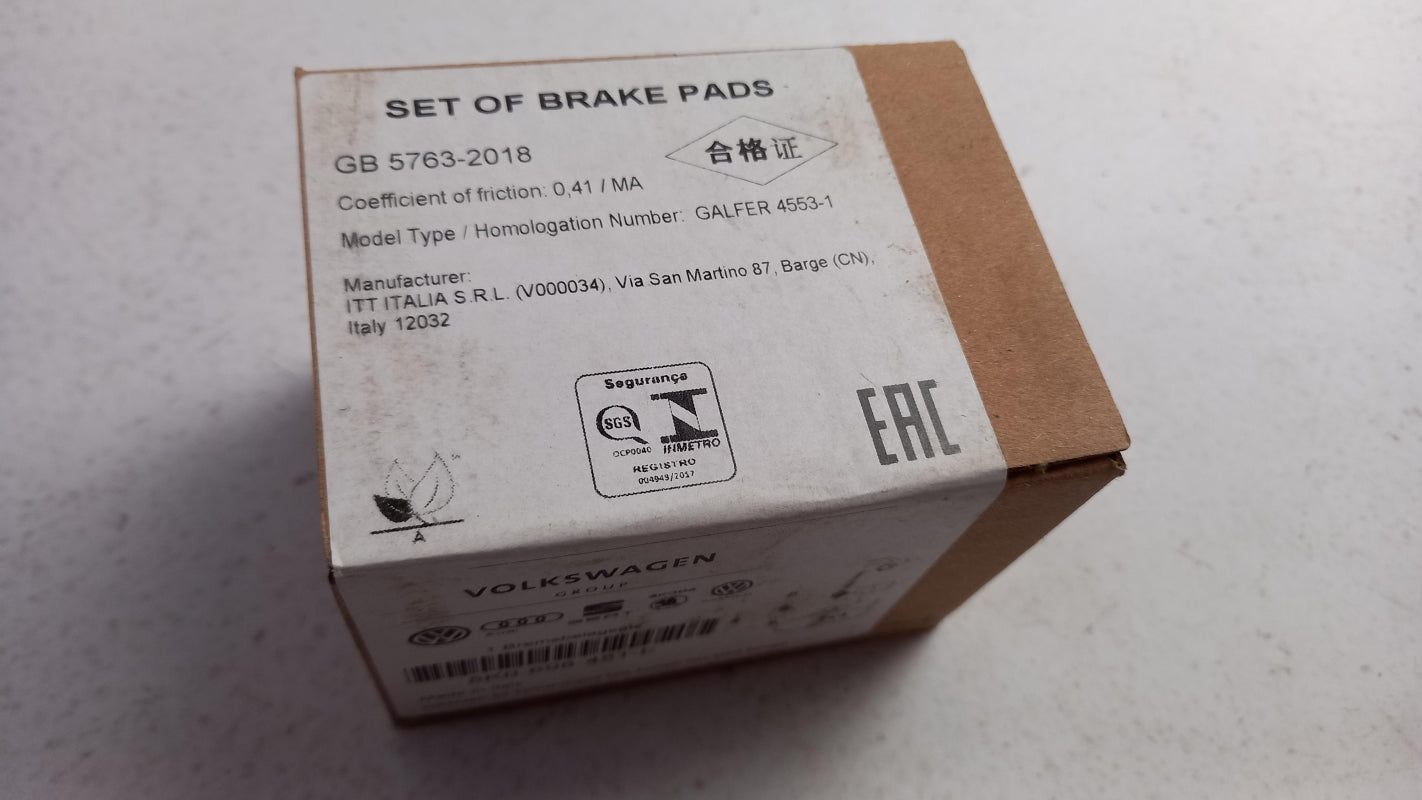 SET OF BRAKE PADS
GB 5763-2018
合格证
Coefficient of friction: 0,41 / MA
Model Type / Homologation Number: GALFER 4553-1
Manufacturer:
ITT ITALIA S.R.L. (V000034), Via San Martino 87, Barge (CN),
Italy 12032
Segurança
SGS
OCP0040 INMETRO
REGISTRO
004949/2017
EAC
A
VOLKSWAGEN
GROUP